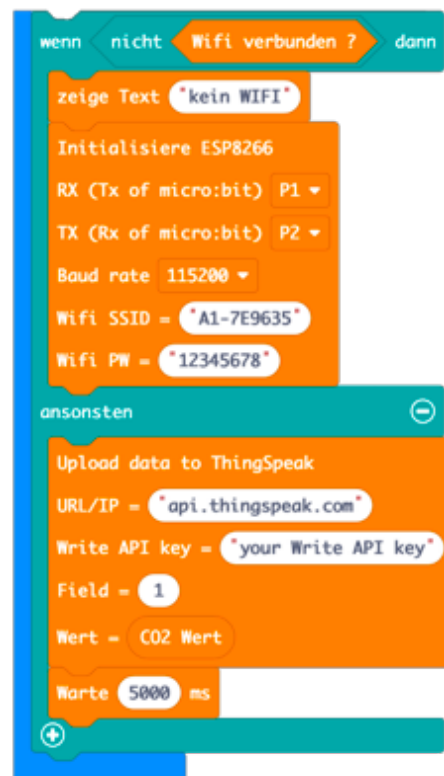 wenn nicht Wifi verbunden ? dann
zeige Text "kein WIFI"
Initialisiere ESP8266
RX (Tx of micro:bit) P1
TX (Rx of micro:bit) P2
Baud rate 115200
Wifi SSID = "A1-7E9635"
Wifi PW = "12345678"
ansonsten
Upload data to ThingSpeak
URL/IP = "api.thingspeak.com"
Write API key = "your Write API key"
Field = 1
Wert = CO2 Wert
Warte 5000 ms